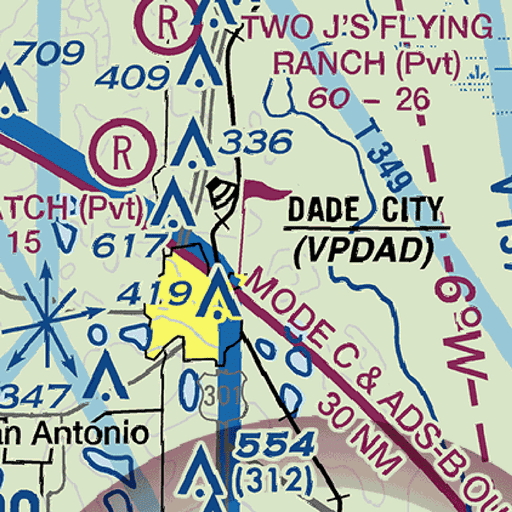 R
TWO J'S FLYING
RANCH (Pvt)
60 - 26
709
409
R
336
T 349
ATCH (Pvt)
15
617
DADE CITY
(VPDAD)
419
MODE C & ADS-B OU
30 NM
6°W
347
301
an Antonio
554
(312)